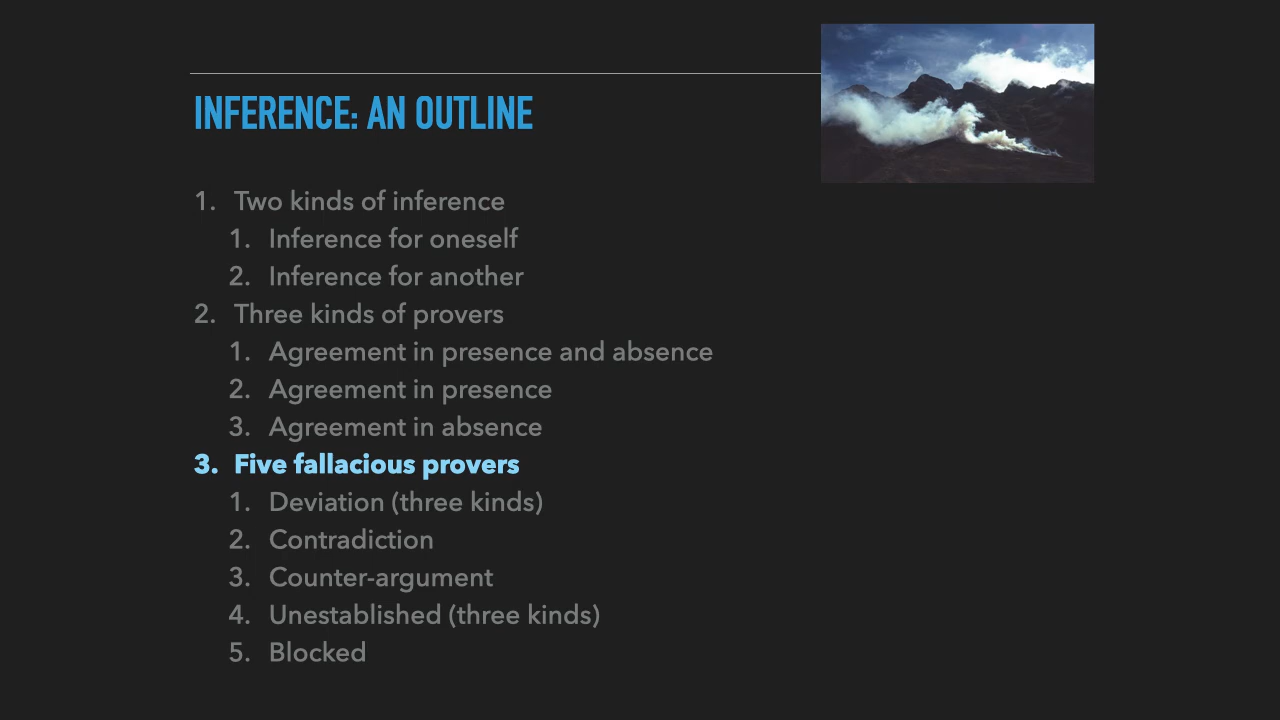 INFERENCE: AN OUTLINE
1. Two kinds of inference
1. Inference for oneself
2. Inference for another
2. Three kinds of provers
1. Agreement in presence and absence
2. Agreement in presence
3. Agreement in absence
3. Five fallacious provers
1. Deviation (three kinds)
2. Contradiction
3. Counter-argument
4. Unestablished (three kinds)
5. Blocked